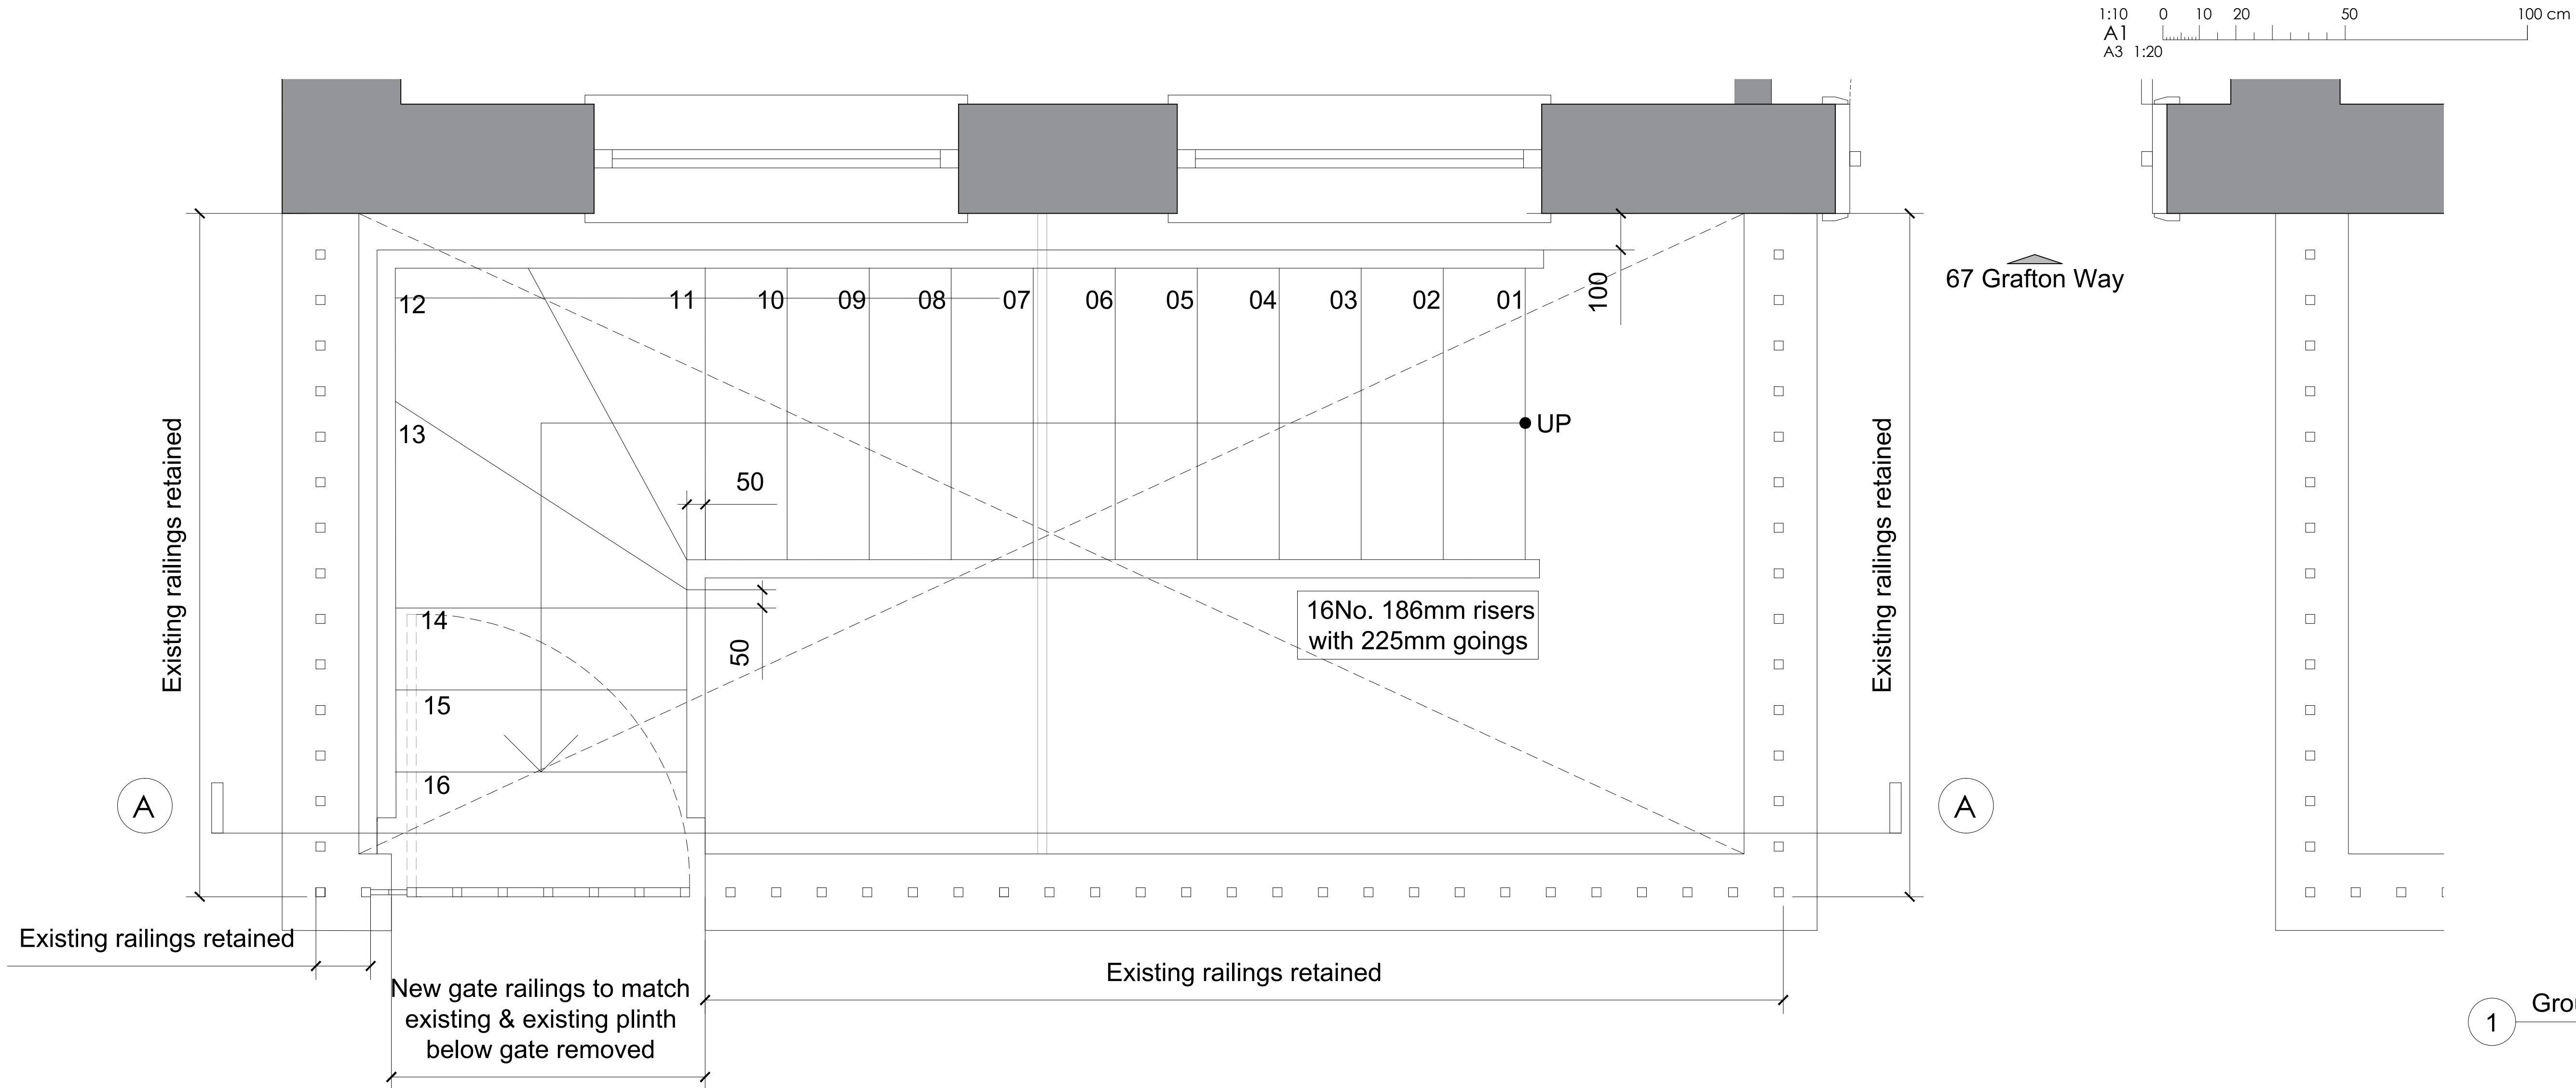 1:10 0 10 20 50 100 cm
A1
A3 1:20
67 Grafton Way
12 11 10 09 08 07 06 05 04 03 02 01
100
13
UP
50
Existing railings retained
Existing railings retained
16No. 186mm risers
with 225mm goings
14
50
15
16
A
A
Existing railings retained
Existing railings retained
New gate railings to match
existing & existing plinth
below gate removed
1